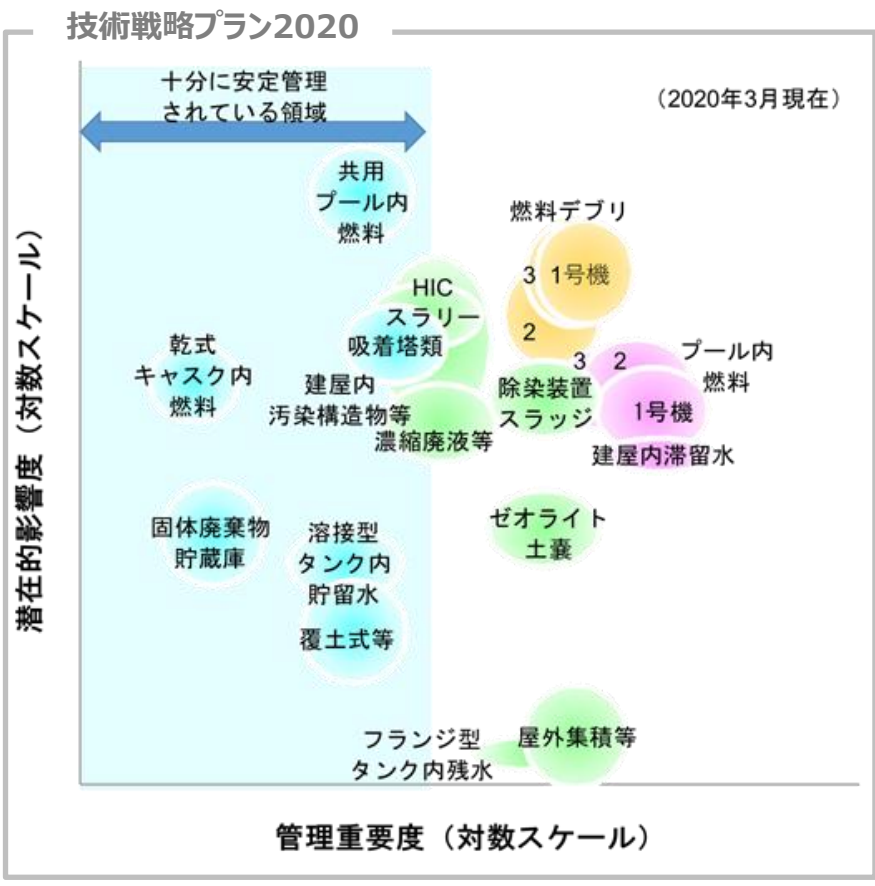 技術戦略プラン2020
十分に安定管理
されている領域
（2020年3月現在）
共用
プール内
燃料
燃料デブリ
3 1号機
2
HIC
スラリー
吸着塔類
乾式
キャスク内
燃料
建屋内
汚染構造物等
濃縮廃液等
除染装置
スラッジ
3 2
プール内
燃料
1号機
建屋内滞留水
固体廃棄物
貯蔵庫
溶接型
タンク内
貯留水
覆土式等
ゼオライト
土嚢
フランジ型
タンク内残水
屋外集積等
潜在的影響度（対数スケール）
管理重要度（対数スケール）